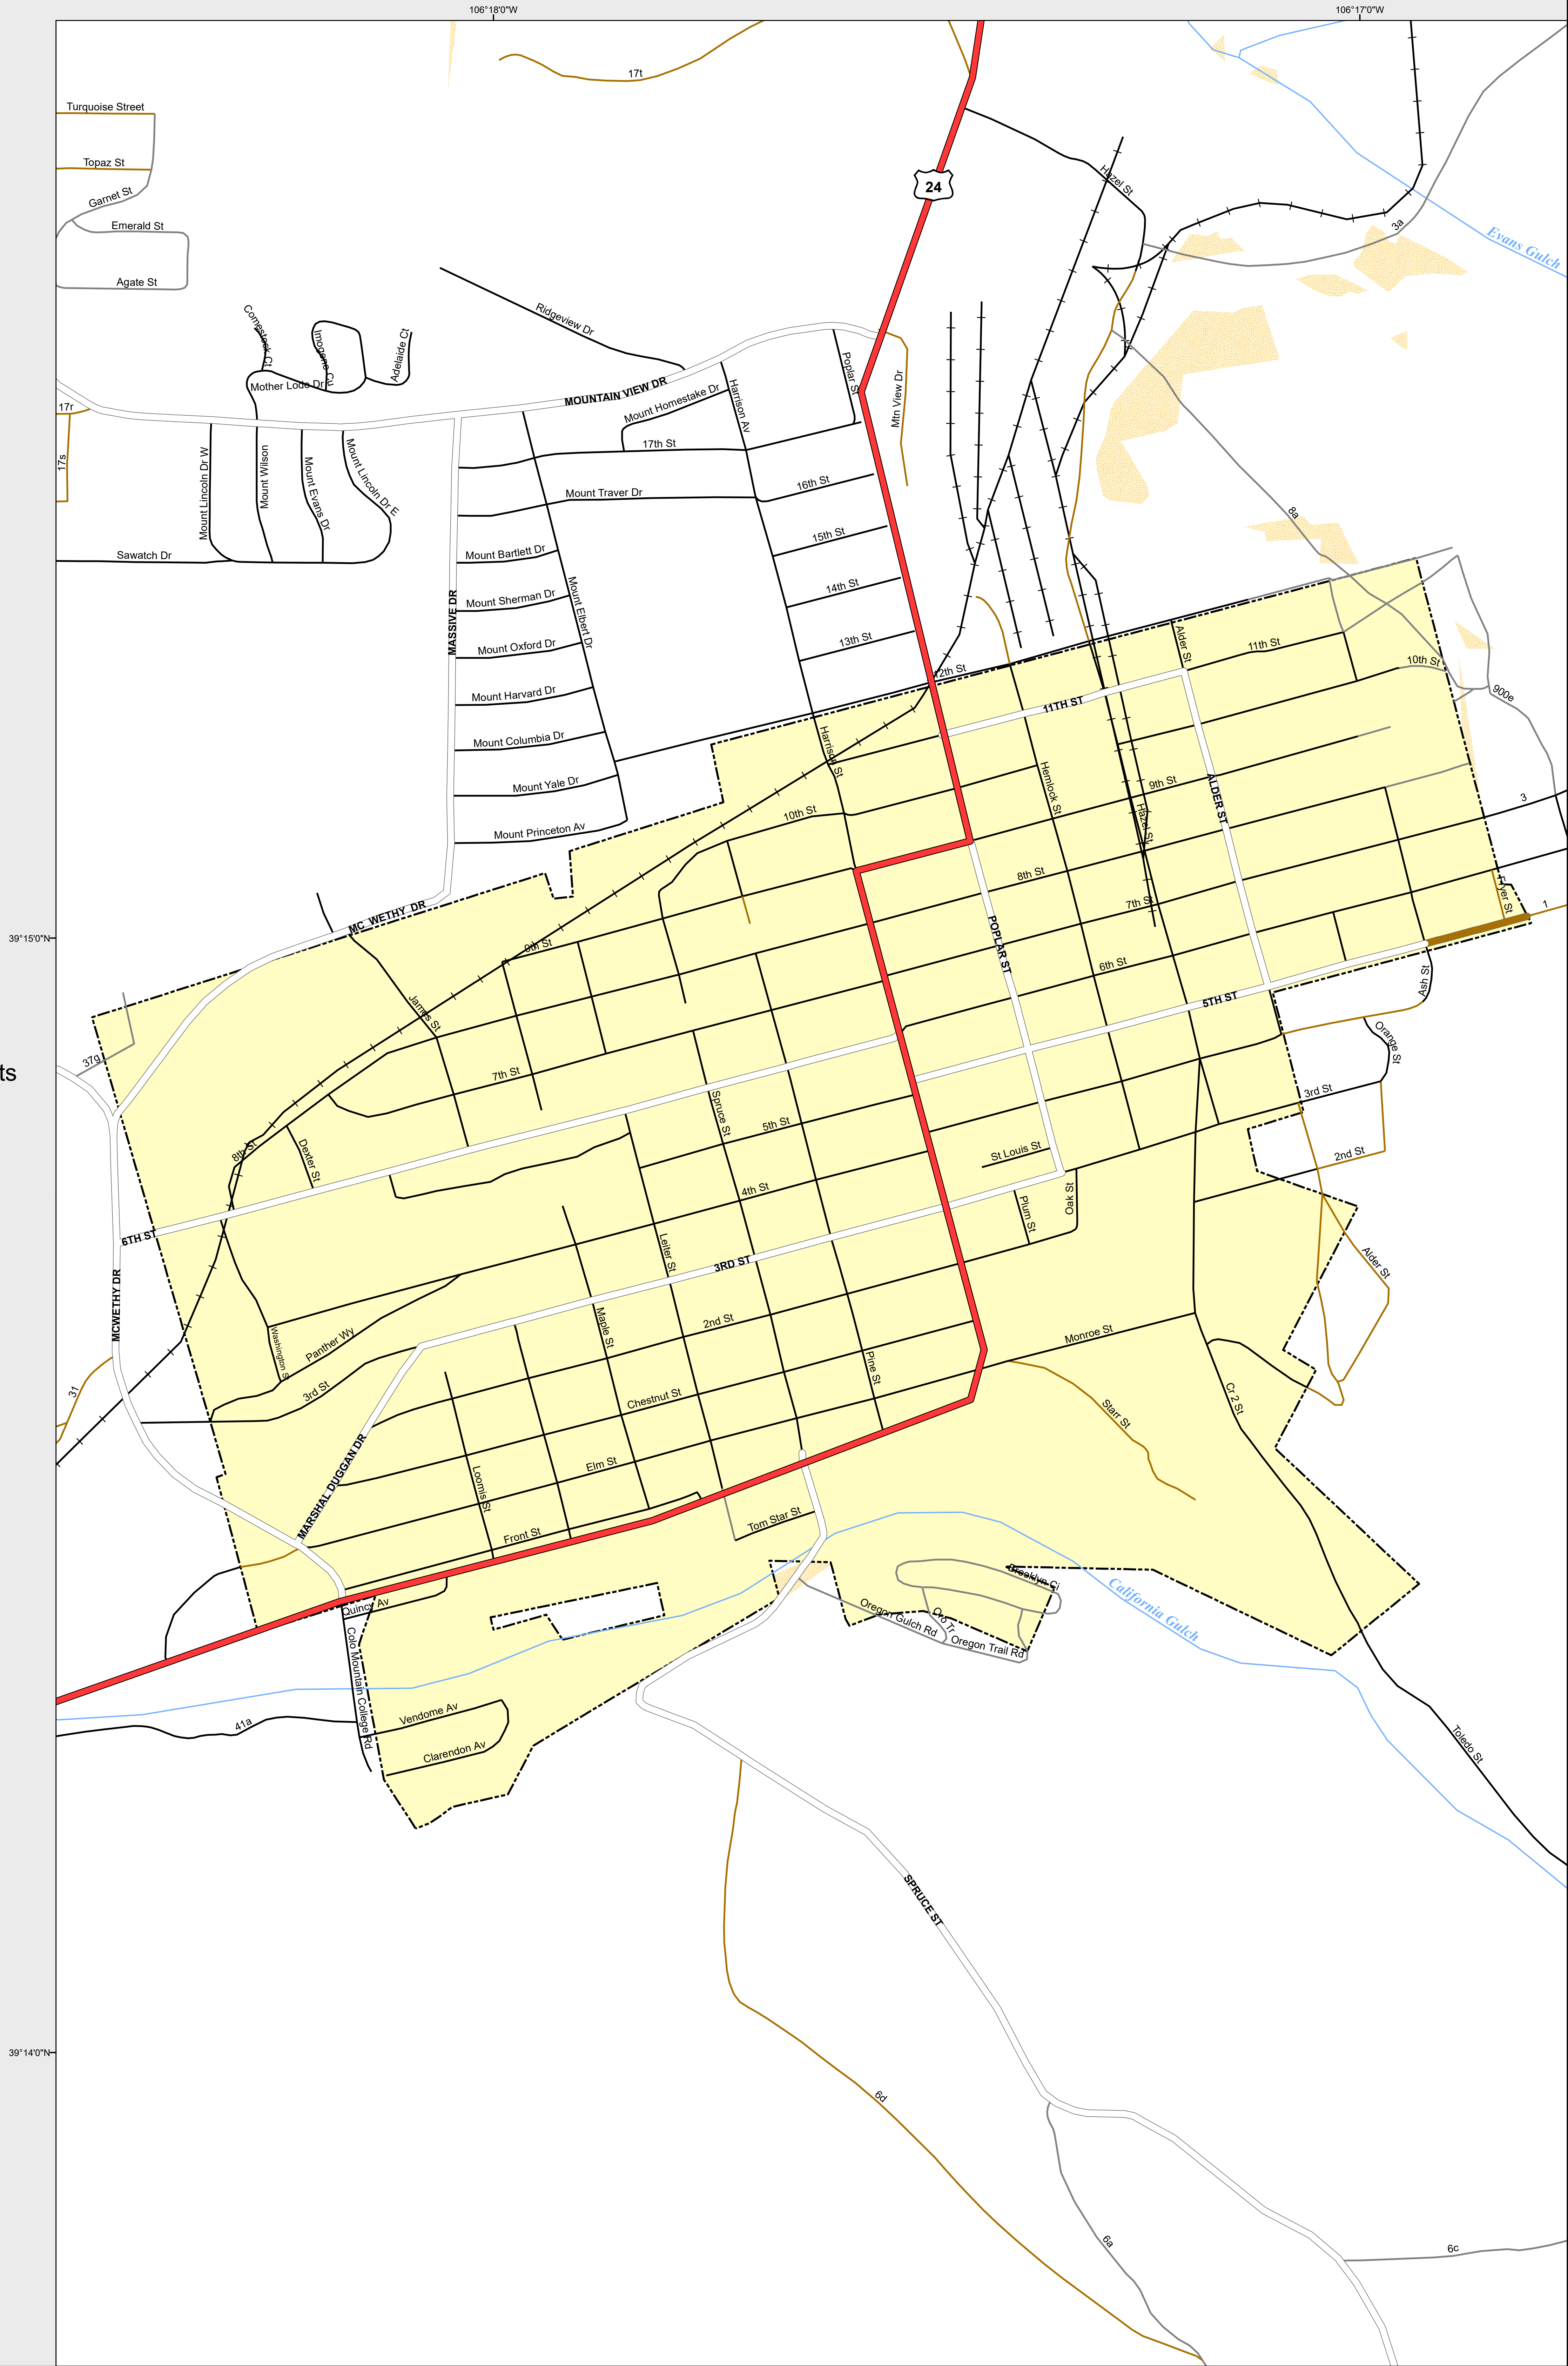 106°18'0"W
106°17'0"W
17t
Turquoise Street
Topaz St
Garnet St
Emerald St
Agate St
24
Hazel St
3a
Evans Gulch
Comestock Ct
Imogene Cu
Adelaide Ct
Mother Lode Dr
Ridgeview Dr
MOUNTAIN VIEW DR
Mount Homestake Dr
Harrison Av
Poplar St
Mtn View Dr
17r
17s
17th St
Mount Lincoln Dr W
Mount Wilson
Mount Evans Dr
Mount Lincoln Dr E
Mount Traver Dr
16th St
8a
Sawatch Dr
Mount Bartlett Dr
15th St
Mount Sherman Dr
Mount Elbert Dr
14th St
MASSIVE DR
Mount Oxford Dr
13th St
Mount Harvard Dr
12th St
Alder St
11th St
10th St
900e
11TH ST
Mount Columbia Dr
Harrison St
Mount Yale Dr
Hemlock St
9th St
ALDER ST
3
10th St
Hazel St
Mount Princeton Av
8th St
7th St
Fryer St
1
MC WETHY DR
39°15'0"N
9th St
POPLAR ST
6th St
5TH ST
Ash St
James St
Orange St
ts
37g
7th St
Spruce St
5th St
3rd St
8th St
Dexter St
St Louis St
2nd St
4th St
Plum St
Oak St
6TH ST
Leiter St
3RD ST
Alder St
MCWETHY DR
Washington S
Panther Wy
Maple St
2nd St
Monroe St
31
3rd St
Chestnut St
Pine St
Starr St
Cr 2 St
MARSHAL DUGGAN DR
Loomis St
Elm St
Front St
Tom Star St
Quincy Av
Brooklyn Ci
Oregon Gulch Rd
Oro Tr
Oregon Trail Rd
California Gulch
Colo Mountain College Rd
41a
Vendome Av
Clarendon Av
Toledo St
SPRUCE ST
39°14'0"N
6d
6a
6c